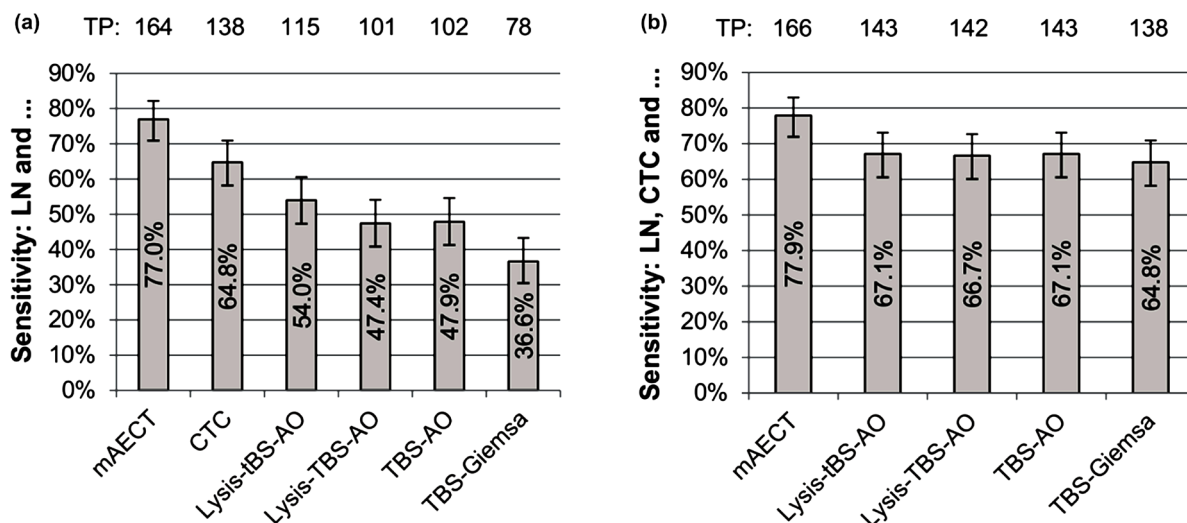 (a) TP: 164 138 115 101 102 78
Sensitivity: LN and ...
90%
80%
70%
60%
50%
40%
30%
20%
10%
0%
77.0%
64.8%
54.0%
47.4%
47.9%
36.6%
mAECT
CTC
Lysis-tBS-AO
Lysis-TBS-AO
TBS-AO
TBS-Giemsa
(b) TP: 166 143 142 143 138
Sensitivity: LN, CTC and ...
90%
80%
70%
60%
50%
40%
30%
20%
10%
0%
77.9%
67.1%
66.7%
67.1%
64.8%
mAECT
Lysis-tBS-AO
Lysis-TBS-AO
TBS-AO
TBS-Giemsa